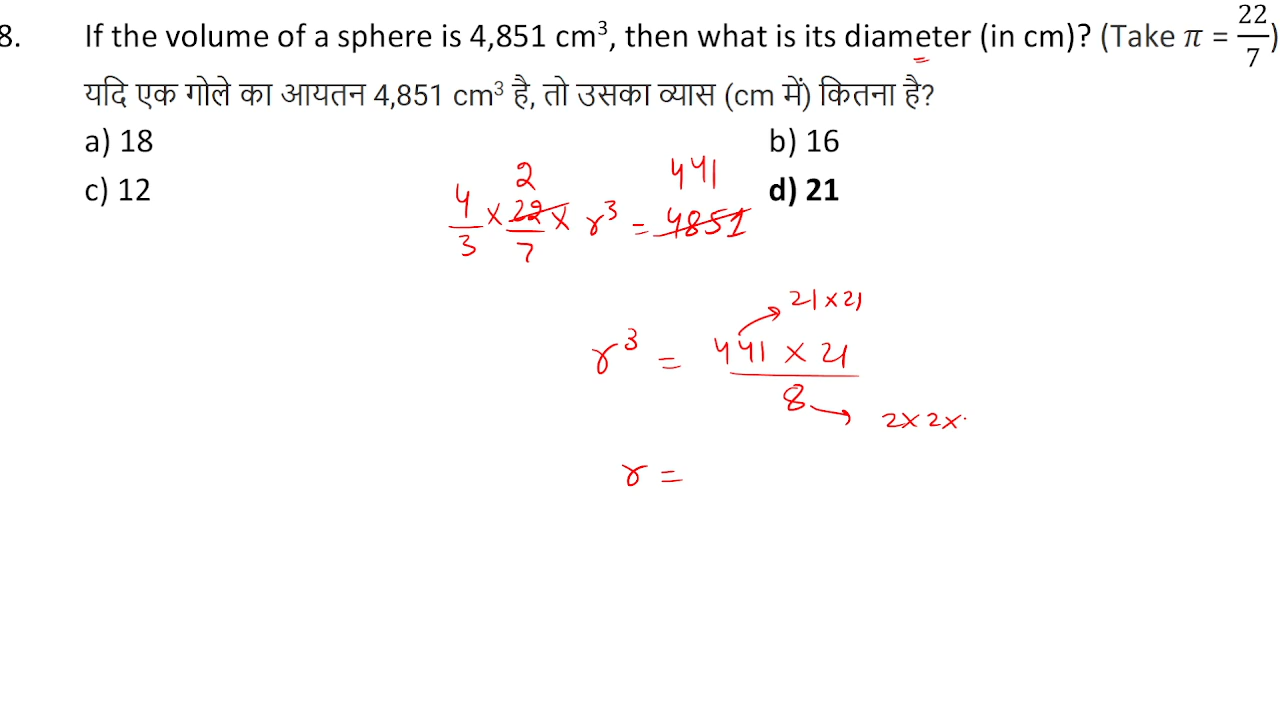 8. If the volume of a sphere is 4,851 cm³, then what is its diameter (in cm)? (Take π = 22/7)
यदि एक गोले का आयतन 4,851 cm³ है, तो उसका व्यास (cm में) कितना है?
a) 18 b) 16
c) 12 d) 21
2 441
4/3 × 22/7 × r³ = 4851
21×21
r³ = 441 × 21 / 8
2×2×
r =